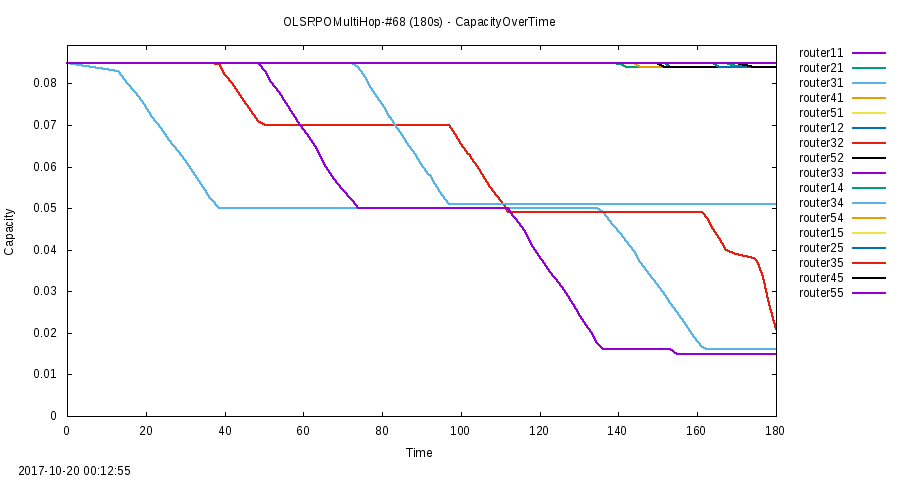 OLSRPPOMultiHop-#68 (180s) - CapacityOverTime
Capacity
0.08
0.07
0.06
0.05
0.04
0.03
0.02
0.01
0
0 20 40 60 80 100 120 140 160 180
Time
router11
router21
router31
router41
router51
router12
router32
router52
router33
router14
router34
router54
router15
router25
router35
router45
router55
2017-10-20 00:12:55